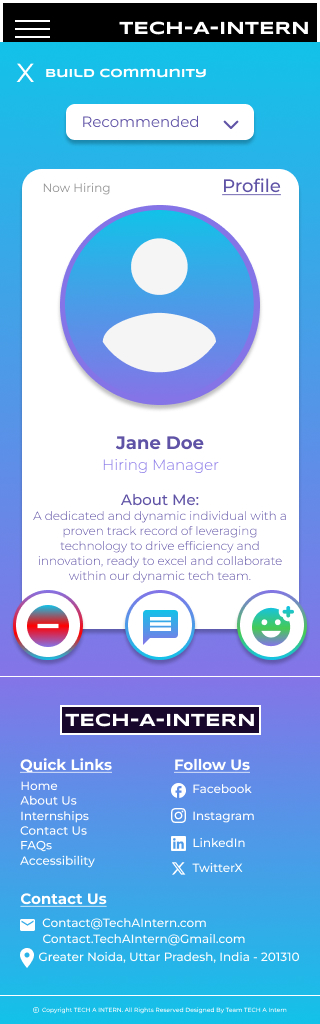 TECH-A-INTERN
X BUILD COMMUNITY
Recommended
Now Hiring
Profile
Jane Doe
Hiring Manager
About Me:
A dedicated and dynamic individual with a
proven track record of leveraging
technology to drive efficiency and
innovation, ready to excel and collaborate
within our dynamic tech team.
TECH-A-INTERN
Quick Links
Home
About Us
Internships
Contact Us
FAQs
Accessibility
Follow Us
Facebook
Instagram
LinkedIn
TwitterX
Contact Us
Contact@TechAIntern.com
Contact.TechAIntern@Gmail.com
Greater Noida, Uttar Pradesh, India - 201310
© Copyright TECH A INTERN. All Rights Reserved Designed By Team TECH A Intern